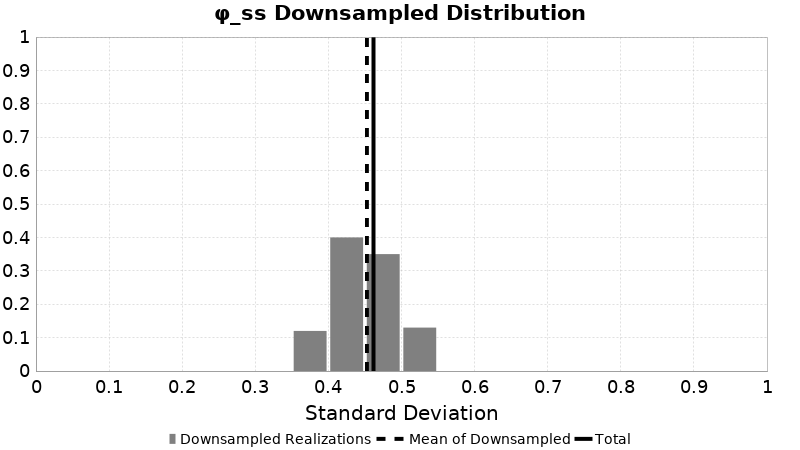 φ_ss Downsampled Distribution
1
0.9
0.8
0.7
0.6
0.5
0.4
0.3
0.2
0.1
0
0 0.1 0.2 0.3 0.4 0.5 0.6 0.7 0.8 0.9 1
Standard Deviation
Downsampled Realizations Mean of Downsampled Total